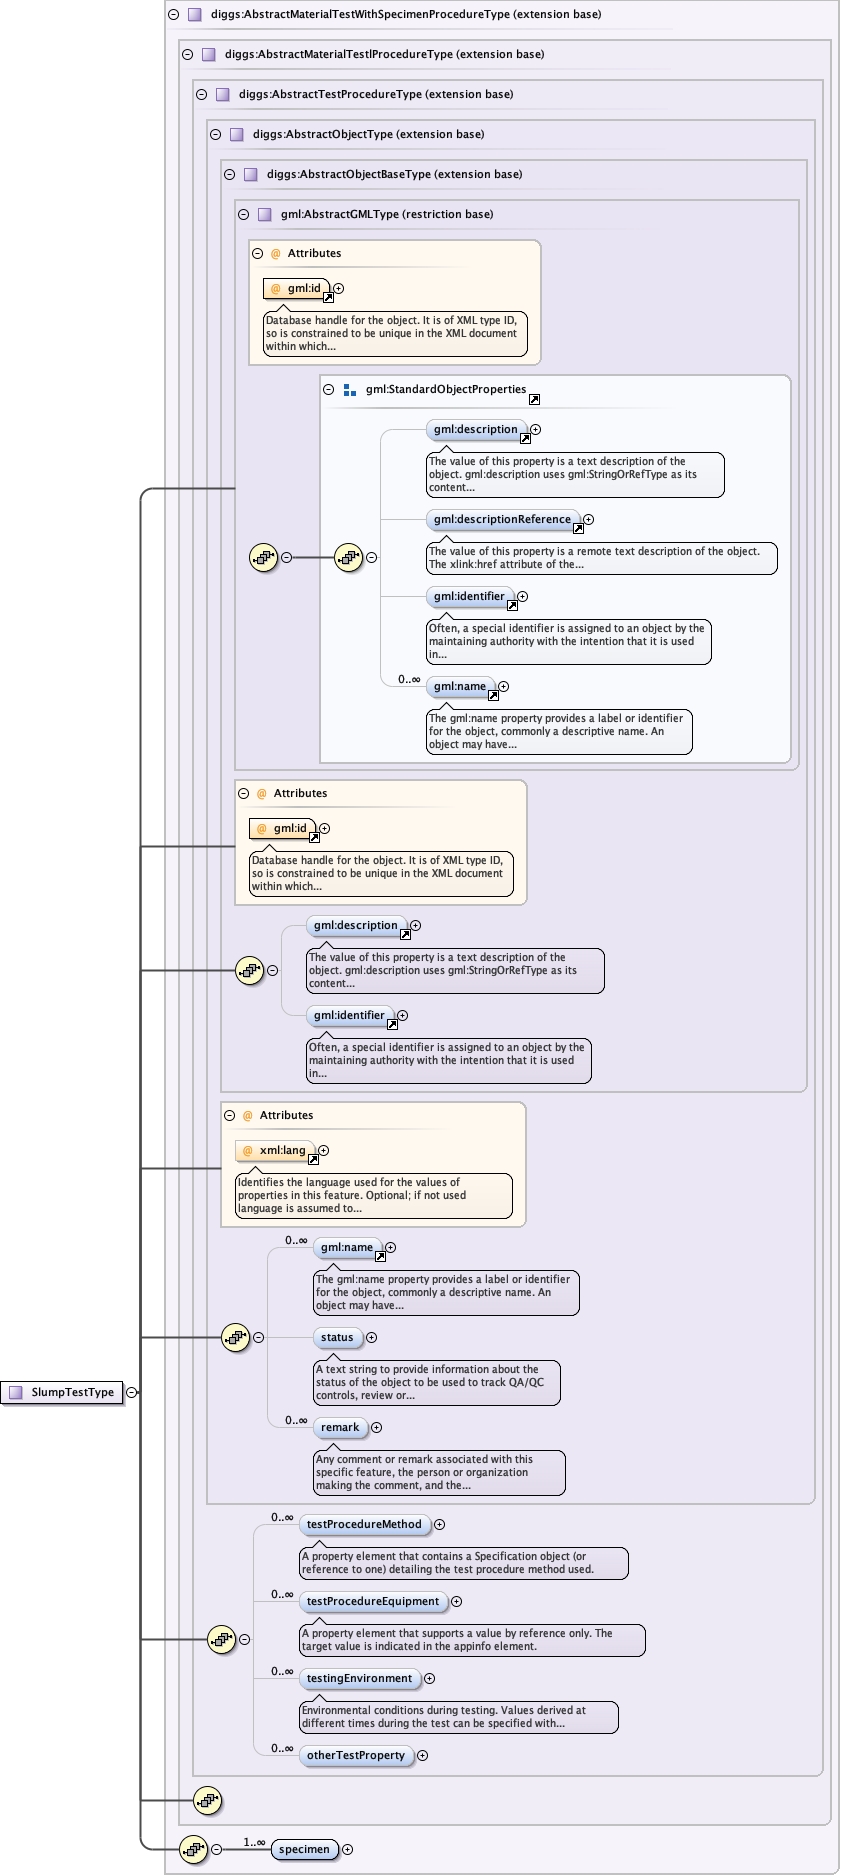 diggs:AbstractMaterialTestWithSpecimenProcedureType (extension base)
diggs:AbstractMaterialTestlProcedureType (extension base)
diggs:AbstractTestProcedureType (extension base)
diggs:AbstractObjectType (extension base)
diggs:AbstractObjectBaseType (extension base)
gml:AbstractGMLType (restriction base)
@ Attributes
@ gml:id
Database handle for the object. It is of XML type ID,
so is constrained to be unique in the XML document
within which...
gml:StandardObjectProperties
gml:description
The value of this property is a text description of the
object. gml:description uses gml:StringOrRefType as its
content...
gml:descriptionReference
The value of this property is a remote text description of the object.
The xlink:href attribute of the...
gml:identifier
Often, a special identifier is assigned to an object by the
maintaining authority with the intention that it is used
in...
0..∞ gml:name
The gml:name property provides a label or identifier
for the object, commonly a descriptive name. An
object may have...
@ Attributes
@ gml:id
Database handle for the object. It is of XML type ID,
so is constrained to be unique in the XML document
within which...
gml:description
The value of this property is a text description of the
object. gml:description uses gml:StringOrRefType as its
content...
gml:identifier
Often, a special identifier is assigned to an object by the
maintaining authority with the intention that it is used
in...
@ Attributes
@ xml:lang
Identifies the language used for the values of
properties in this feature. Optional; if not used
language is assumed to...
0..∞ gml:name
The gml:name property provides a label or identifier
for the object, commonly a descriptive name. An
object may have...
status
A text string to provide information about the
status of the object to be used to track QA/QC
controls, review or...
SlumpTestType
0..∞ remark
Any comment or remark associated with this
specific feature, the person or organization
making the comment, and the...
0..∞ testProcedureMethod
A property element that contains a Specification object (or
reference to one) detailing the test procedure method used.
0..∞ testProcedureEquipment
A property element that supports a value by reference only. The
target value is indicated in the appinfo element.
0..∞ testingEnvironment
Environmental conditions during testing. Values derived at
different times during the test can be specified with...
0..∞ otherTestProperty
1..∞ specimen